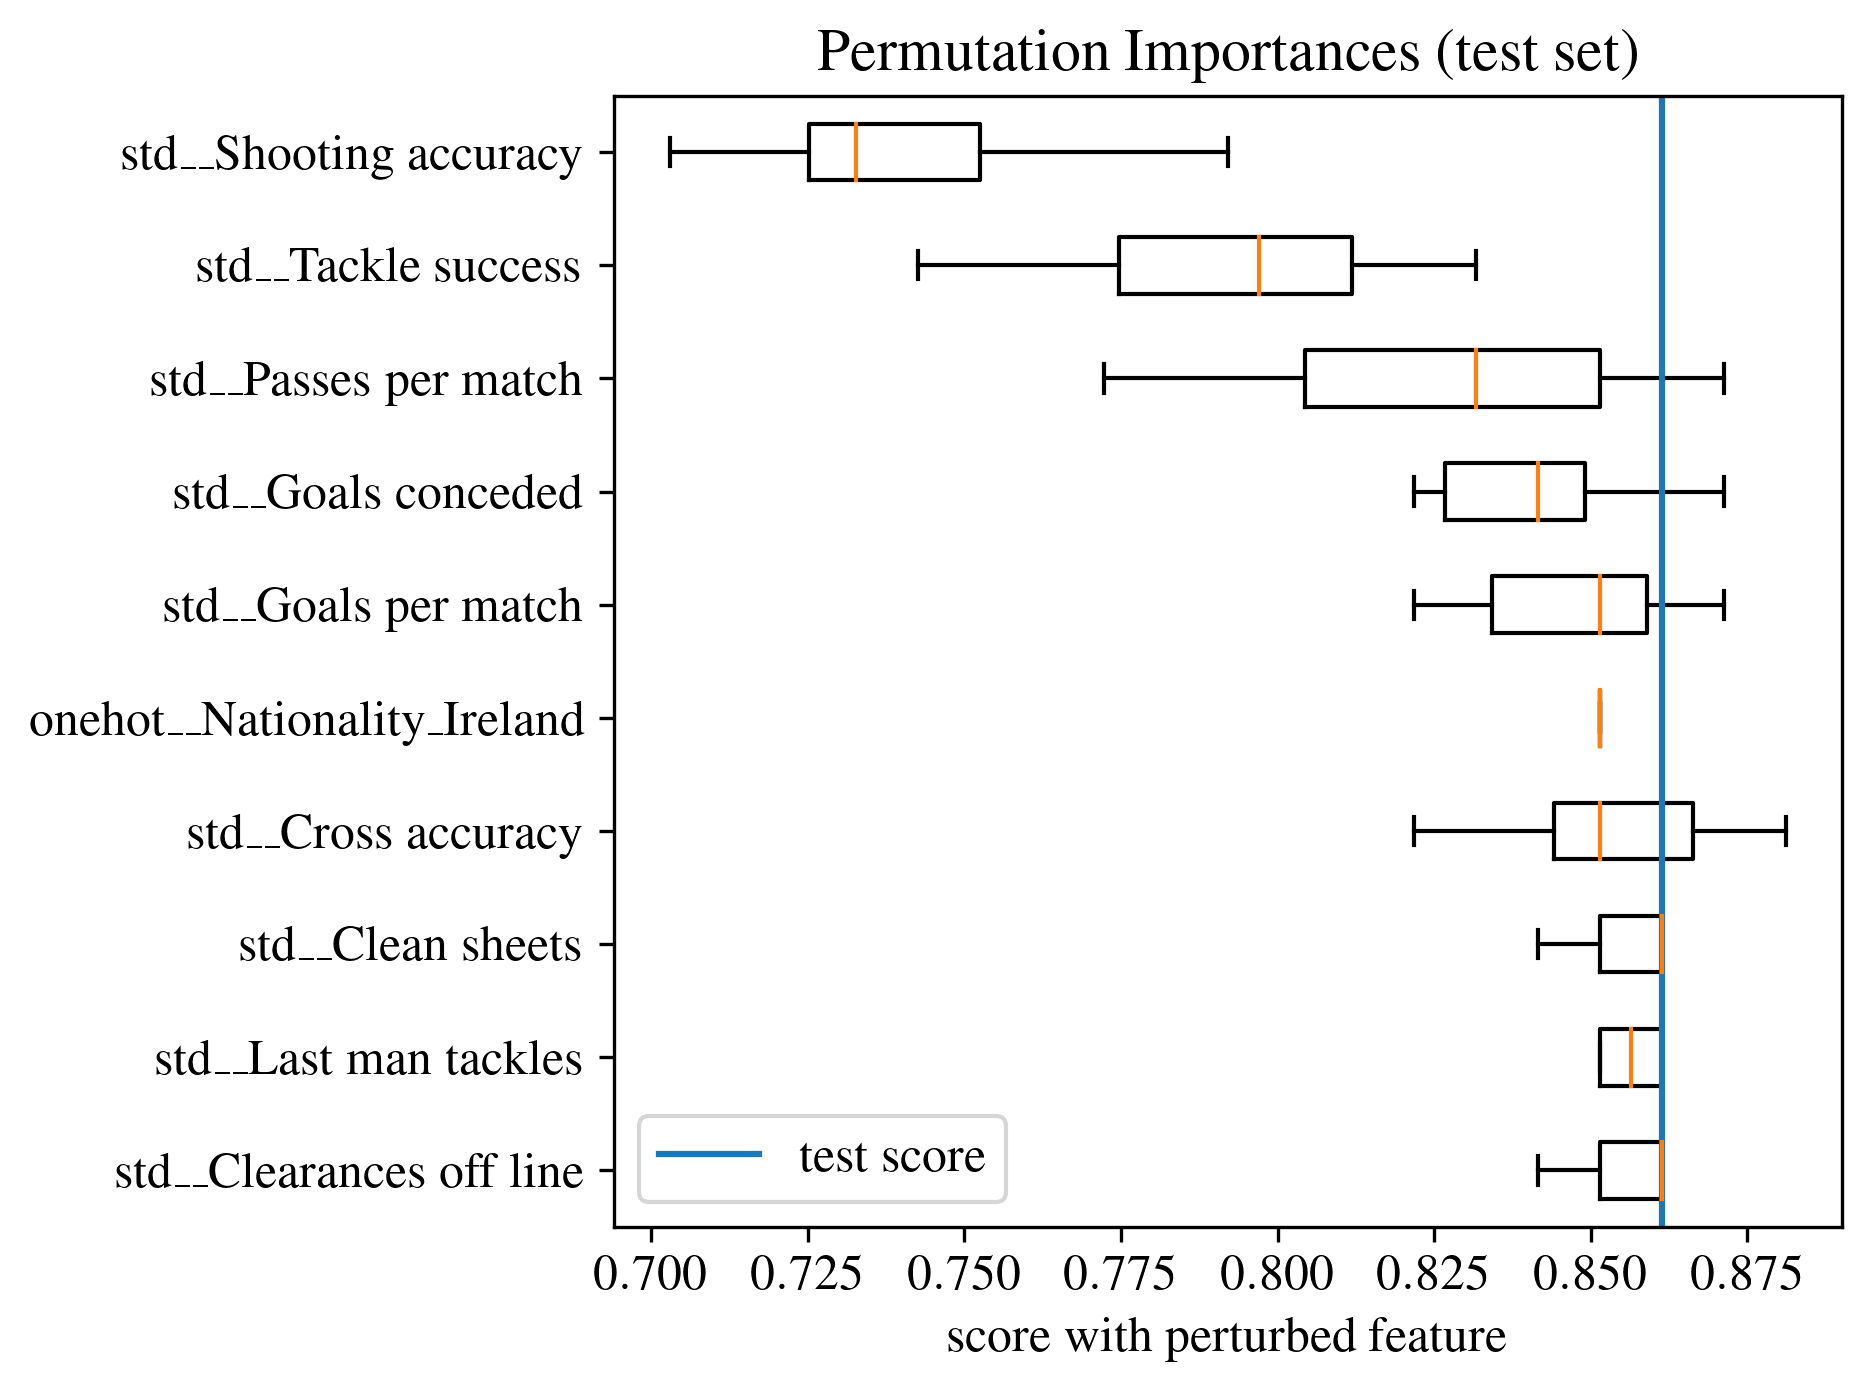 Permutation Importances (test set)
std__Shooting accuracy
std__Tackle success
std__Passes per match
std__Goals conceded
std__Goals per match
onehot__Nationality_Ireland
std__Cross accuracy
std__Clean sheets
std__Last man tackles
std__Clearances off line
test score
0.700 0.725 0.750 0.775 0.800 0.825 0.850 0.875
score with perturbed feature